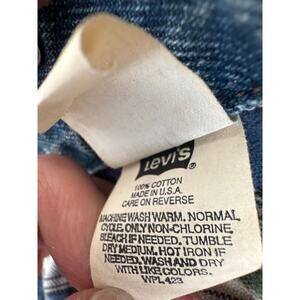 LEVI'S®
100% COTTON
MADE IN U.S.A.
CARE ON REVERSE
MACHINE WASH WARM. NORMAL
CYCLE. ONLY NON-CHLORINE
BLEACH IF NEEDED. TUMBLE
DRY MEDIUM. HOT IRON IF
NEEDED. WASH AND DRY
WITH LIKE COLORS.
WPL 423